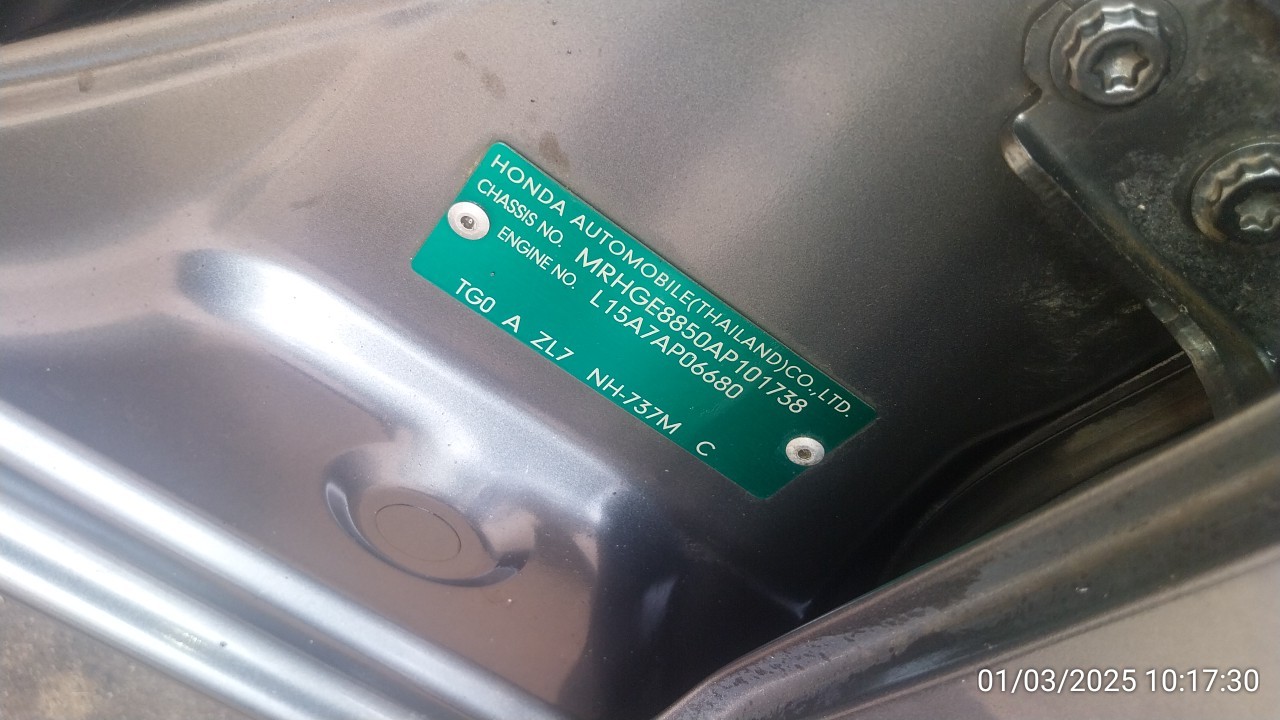 HONDA AUTOMOBILE(THAILAND)CO.,LTD.
CHASSIS NO. MRHGE8850AP101738
ENGINE NO. L15A7AP06680
TG0 A ZL7 NH-737M C
01/03/2025 10:17:30